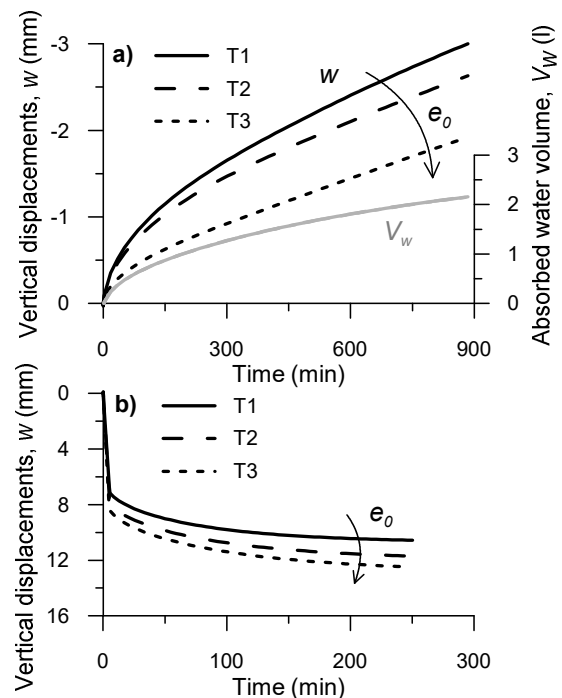 Vertical displacements, w (mm)
-3
-2
-1
0
a)
T1
T2
T3
w
e0
Vw
3
2
1
0
Absorbed water volume, VW (l)
0 300 600 900
Time (min)
Vertical displacements, w (mm)
0
4
8
12
16
b)
T1
T2
T3
e0
0 100 200 300
Time (min)